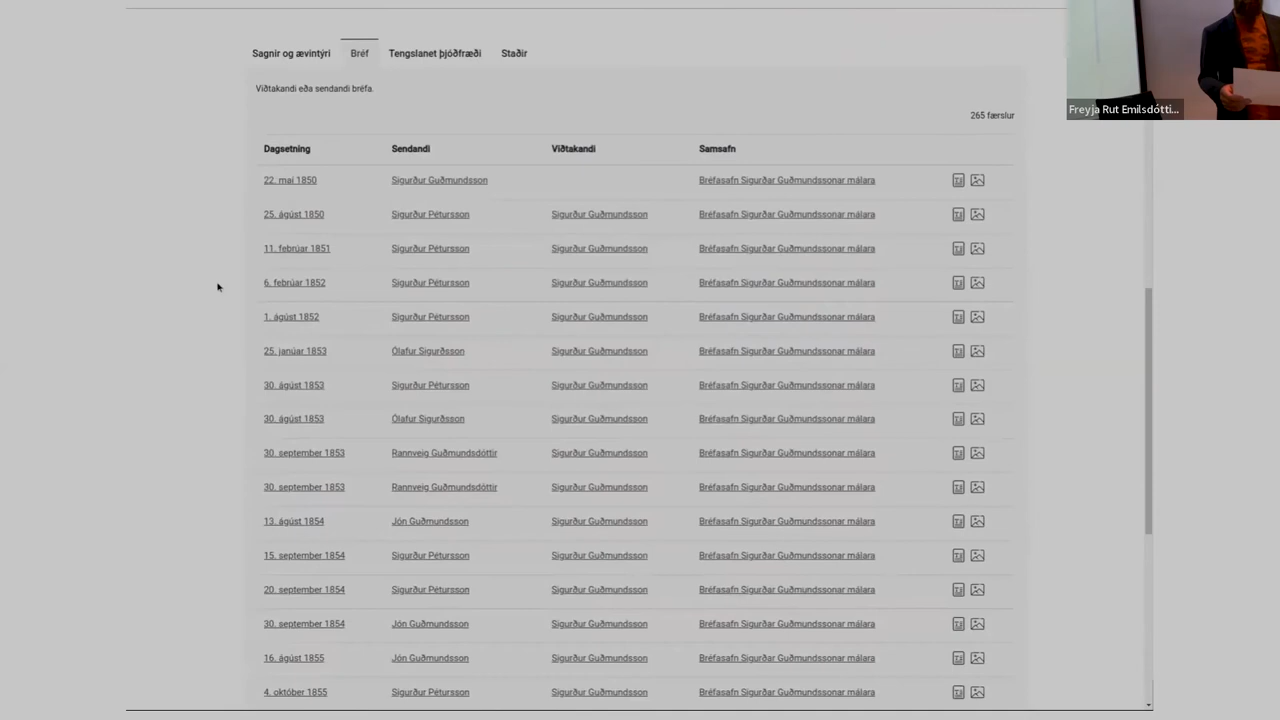 Sagnir og ævintýri Bréf Tengslanet þjóðfræði Staðir
Viðtakandi eða sendandi bréfa.
265 færslur
Dagsetning Sendandi Viðtakandi Samsafn
22. maí 1850 Sigurður Guðmundsson Bréfasafn Sigurðar Guðmundssonar málara
25. ágúst 1850 Sigurður Pétursson Sigurður Guðmundsson Bréfasafn Sigurðar Guðmundssonar málara
11. febrúar 1851 Sigurður Pétursson Sigurður Guðmundsson Bréfasafn Sigurðar Guðmundssonar málara
6. febrúar 1852 Sigurður Pétursson Sigurður Guðmundsson Bréfasafn Sigurðar Guðmundssonar málara
1. ágúst 1852 Sigurður Pétursson Sigurður Guðmundsson Bréfasafn Sigurðar Guðmundssonar málara
25. janúar 1853 Ólafur Sigurðsson Sigurður Guðmundsson Bréfasafn Sigurðar Guðmundssonar málara
30. ágúst 1853 Sigurður Pétursson Sigurður Guðmundsson Bréfasafn Sigurðar Guðmundssonar málara
30. ágúst 1853 Ólafur Sigurðsson Sigurður Guðmundsson Bréfasafn Sigurðar Guðmundssonar málara
30. september 1853 Rannveig Guðmundsdóttir Sigurður Guðmundsson Bréfasafn Sigurðar Guðmundssonar málara
30. september 1853 Rannveig Guðmundsdóttir Sigurður Guðmundsson Bréfasafn Sigurðar Guðmundssonar málara
13. ágúst 1854 Jón Guðmundsson Sigurður Guðmundsson Bréfasafn Sigurðar Guðmundssonar málara
15. september 1854 Sigurður Pétursson Sigurður Guðmundsson Bréfasafn Sigurðar Guðmundssonar málara
20. september 1854 Sigurður Pétursson Sigurður Guðmundsson Bréfasafn Sigurðar Guðmundssonar málara
30. september 1854 Jón Guðmundsson Sigurður Guðmundsson Bréfasafn Sigurðar Guðmundssonar málara
16. ágúst 1855 Jón Guðmundsson Sigurður Guðmundsson Bréfasafn Sigurðar Guðmundssonar málara
4. október 1855 Sigurður Pétursson Sigurður Guðmundsson Bréfasafn Sigurðar Guðmundssonar málara
Freyja Rut Emilsdótti...